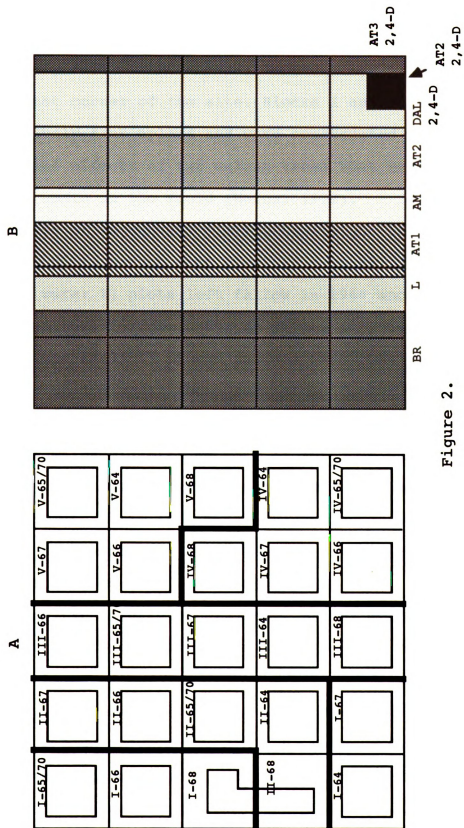 A
I-65/70 II-67 III-66 V-67 V-65/70
I-66 II-66 III-65/70 V-66 V-64
I-68 II-65/70 III-67 IV-68 V-68
II-68 II-64 III-64 IV-67 IV-64
I-64 I-67 III-68 IV-66 IV-65/70
B
AT3
2,4-D
BR L AT1 AM AT2 DAL
2,4-D
AT2
2,4-D
Figure 2.